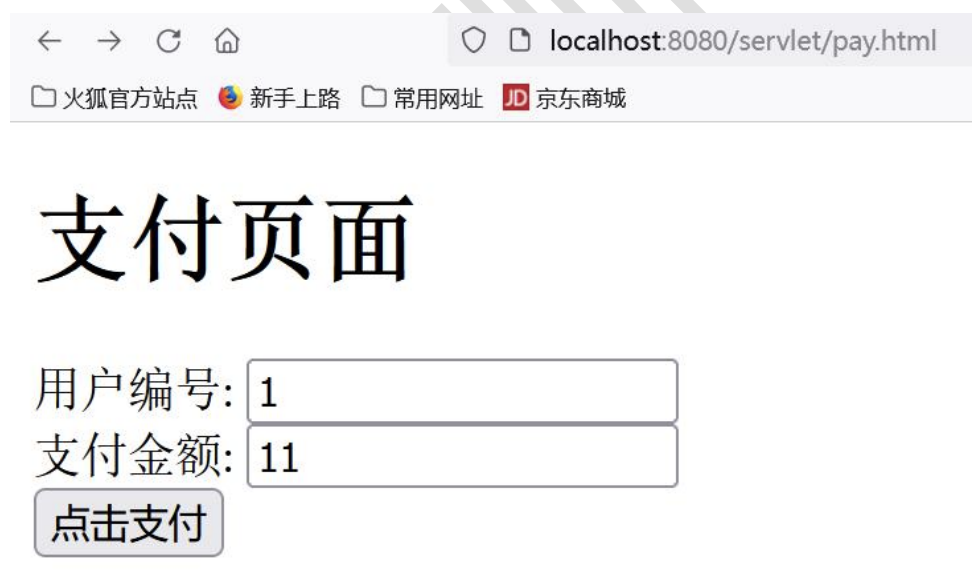 localhost:8080/servlet/pay.html
火狐官方站点 新手上路 常用网址 JD 京东商城
支付页面
用户编号: 1
支付金额: 11
点击支付